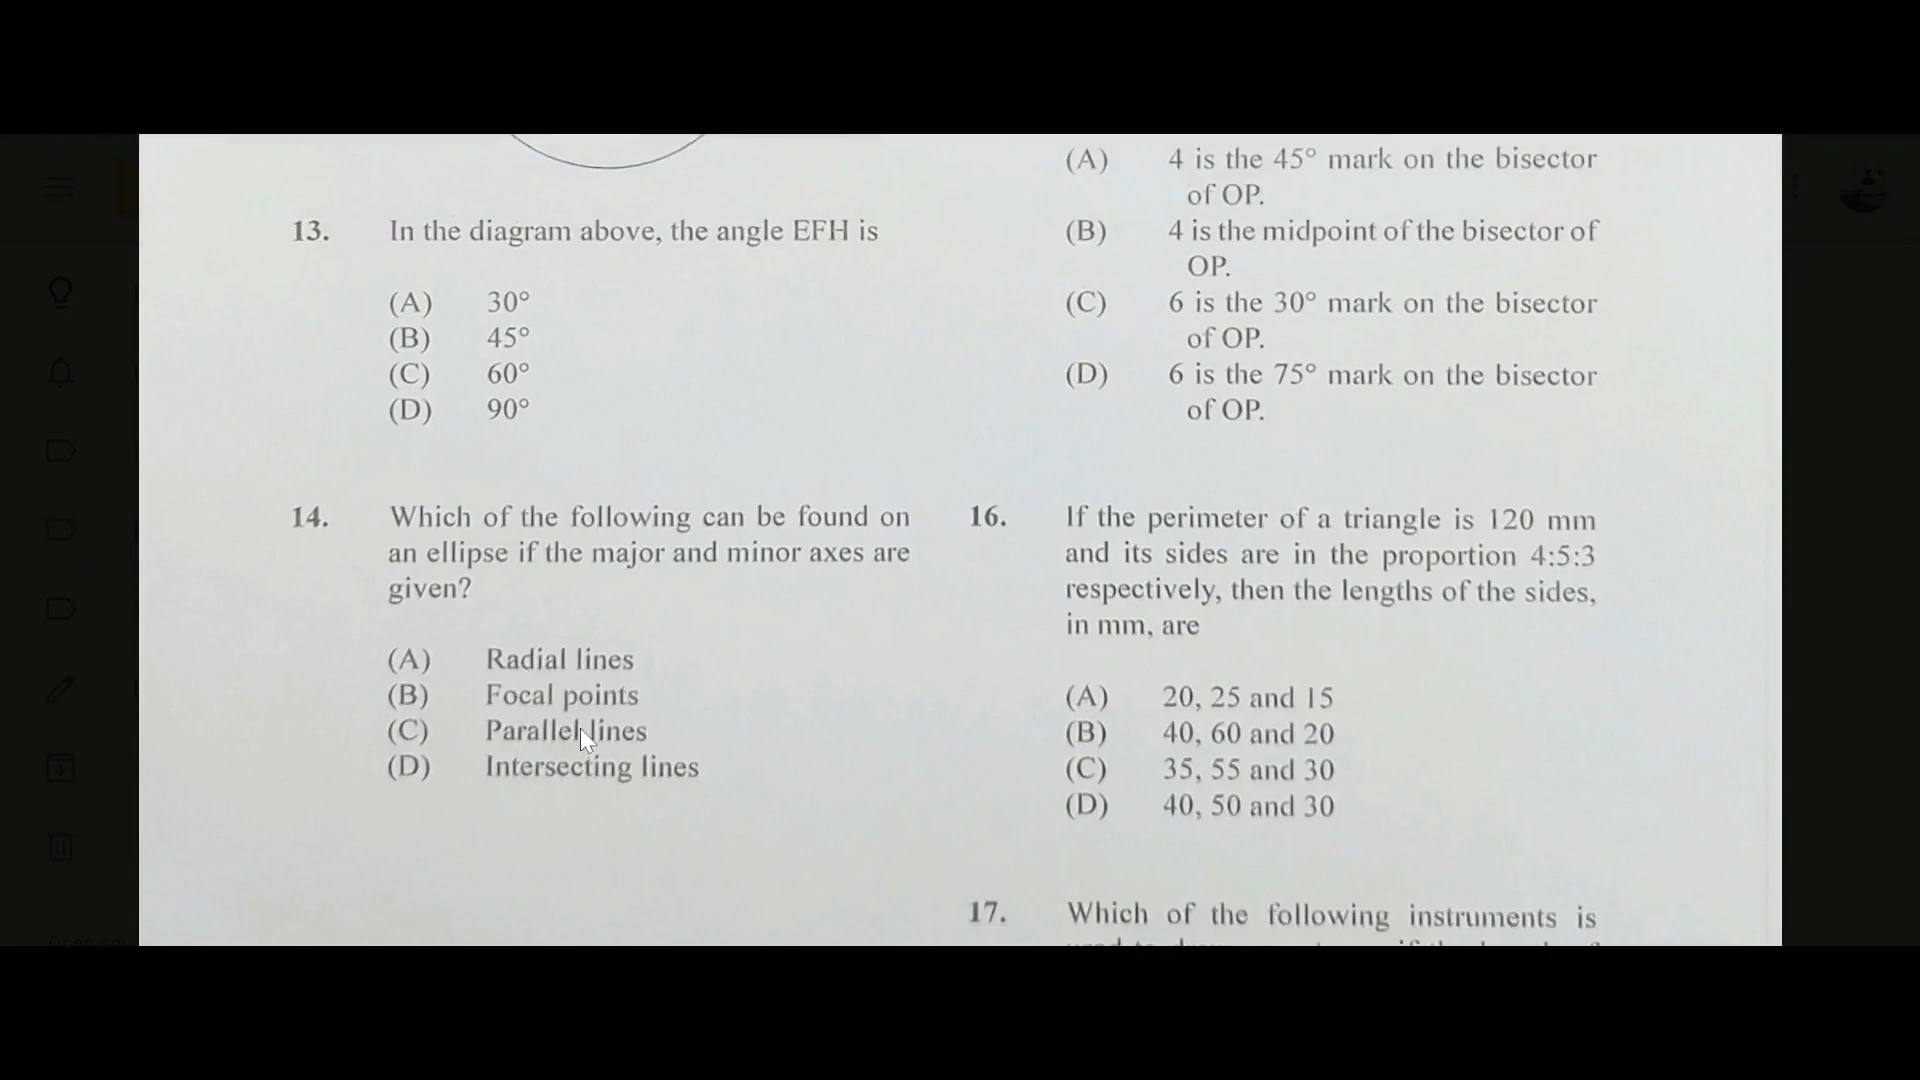 13. In the diagram above, the angle EFH is
(A) 30°
(B) 45°
(C) 60°
(D) 90°
14. Which of the following can be found on
an ellipse if the major and minor axes are
given?
(A) Radial lines
(B) Focal points
(C) Parallel lines
(D) Intersecting lines
(A) 4 is the 45° mark on the bisector
of OP.
(B) 4 is the midpoint of the bisector of
OP.
(C) 6 is the 30° mark on the bisector
of OP.
(D) 6 is the 75° mark on the bisector
of OP.
16. If the perimeter of a triangle is 120 mm
and its sides are in the proportion 4:5:3
respectively, then the lengths of the sides,
in mm, are
(A) 20, 25 and 15
(B) 40, 60 and 20
(C) 35, 55 and 30
(D) 40, 50 and 30
17. Which of the following instruments is